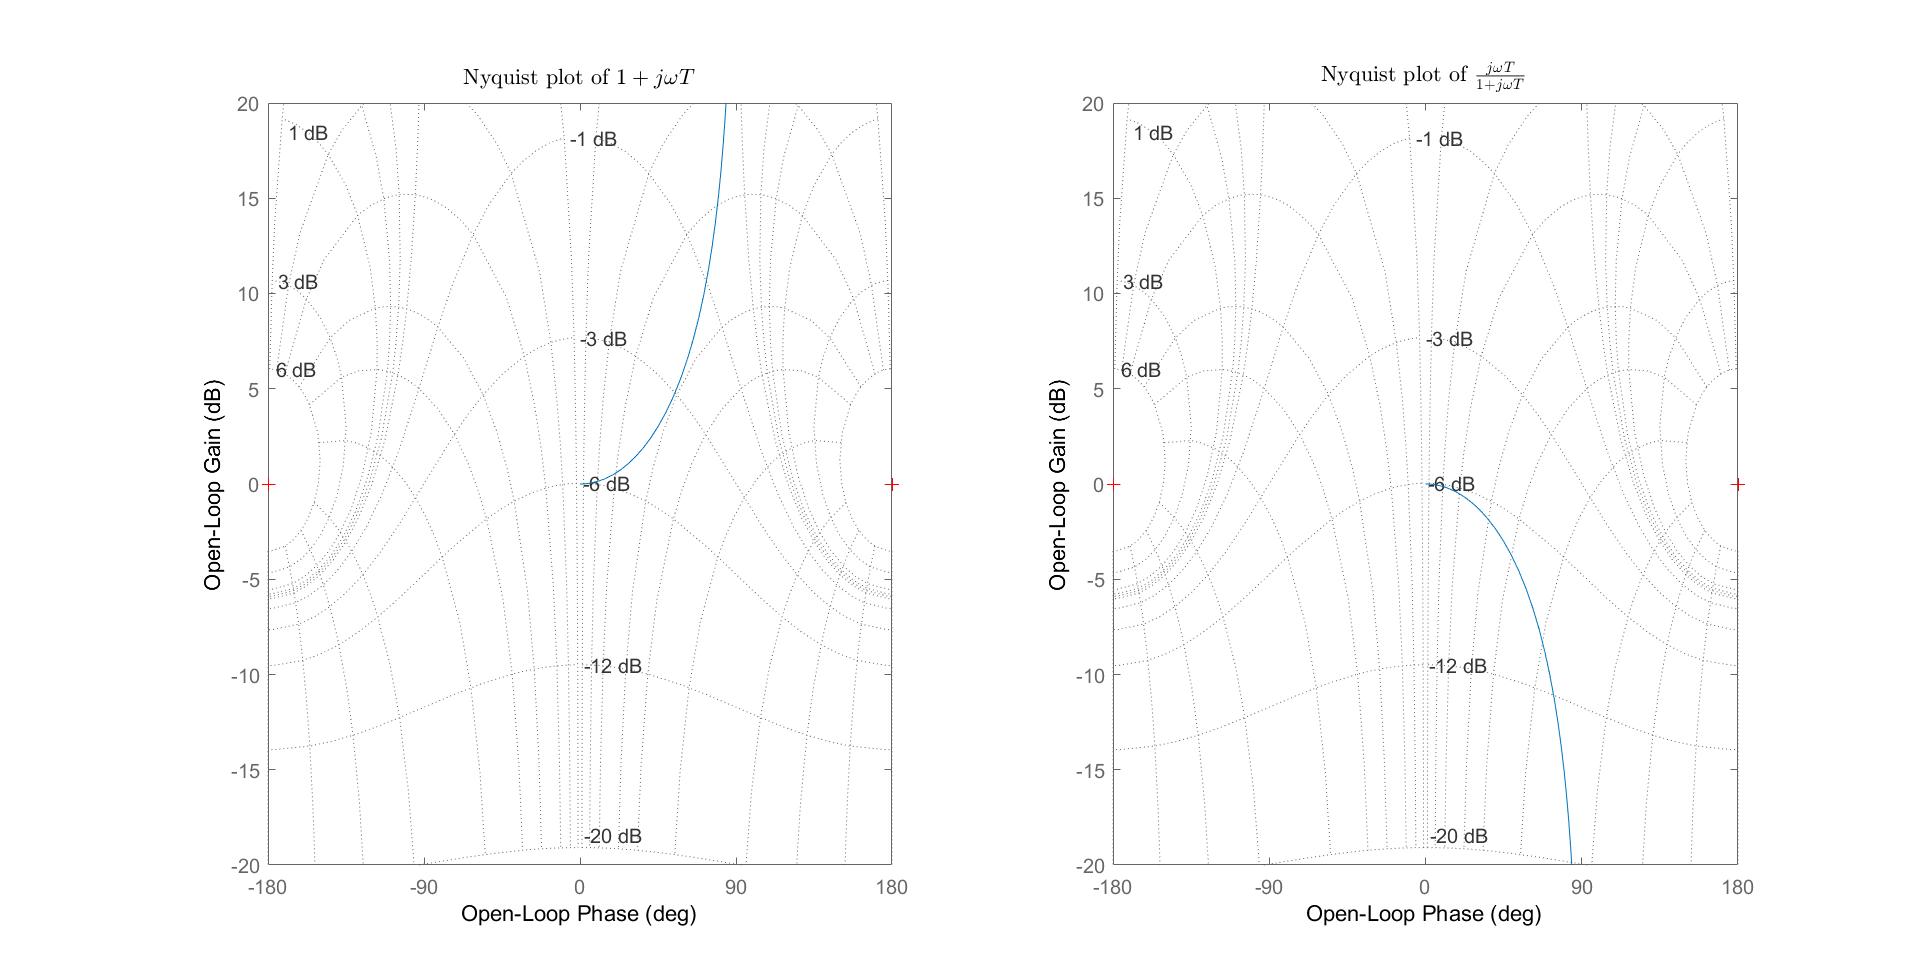 Nyquist plot of 1 + jωT
20
15
10
5
0
-5
-10
-15
-20
-180
-90
0
90
180
Open-Loop Gain (dB)
Open-Loop Phase (deg)
1 dB
3 dB
6 dB
-1 dB
-3 dB
-6 dB
-12 dB
-20 dB
Nyquist plot of jωT/1+jωT
20
15
10
5
0
-5
-10
-15
-20
-180
-90
0
90
180
Open-Loop Gain (dB)
Open-Loop Phase (deg)
1 dB
3 dB
6 dB
-1 dB
-3 dB
-6 dB
-12 dB
-20 dB